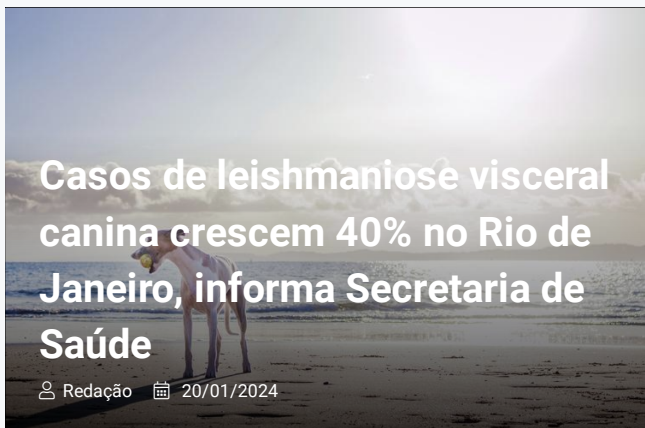 Casos de leishmaniose visceral
canina crescem 40% no Rio de
Janeiro, informa Secretaria de
Saúde
Redação 20/01/2024